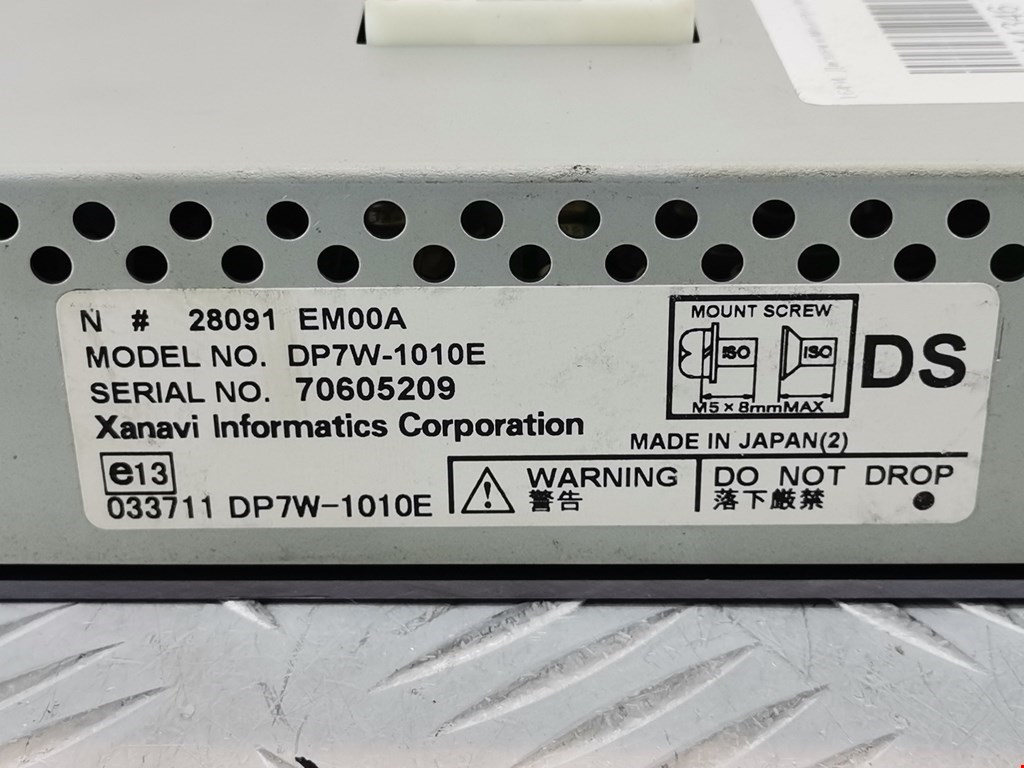 N # 28091 EM00A
MODEL NO. DP7W-1010E
SERIAL NO. 70605209
Xanavi Informatics Corporation
e13
033711 DP7W-1010E
MOUNT SCREW
ISO ISO
M5×8mmMAX
DS
MADE IN JAPAN(2)
WARNING
警告
DO NOT DROP
落下厳禁